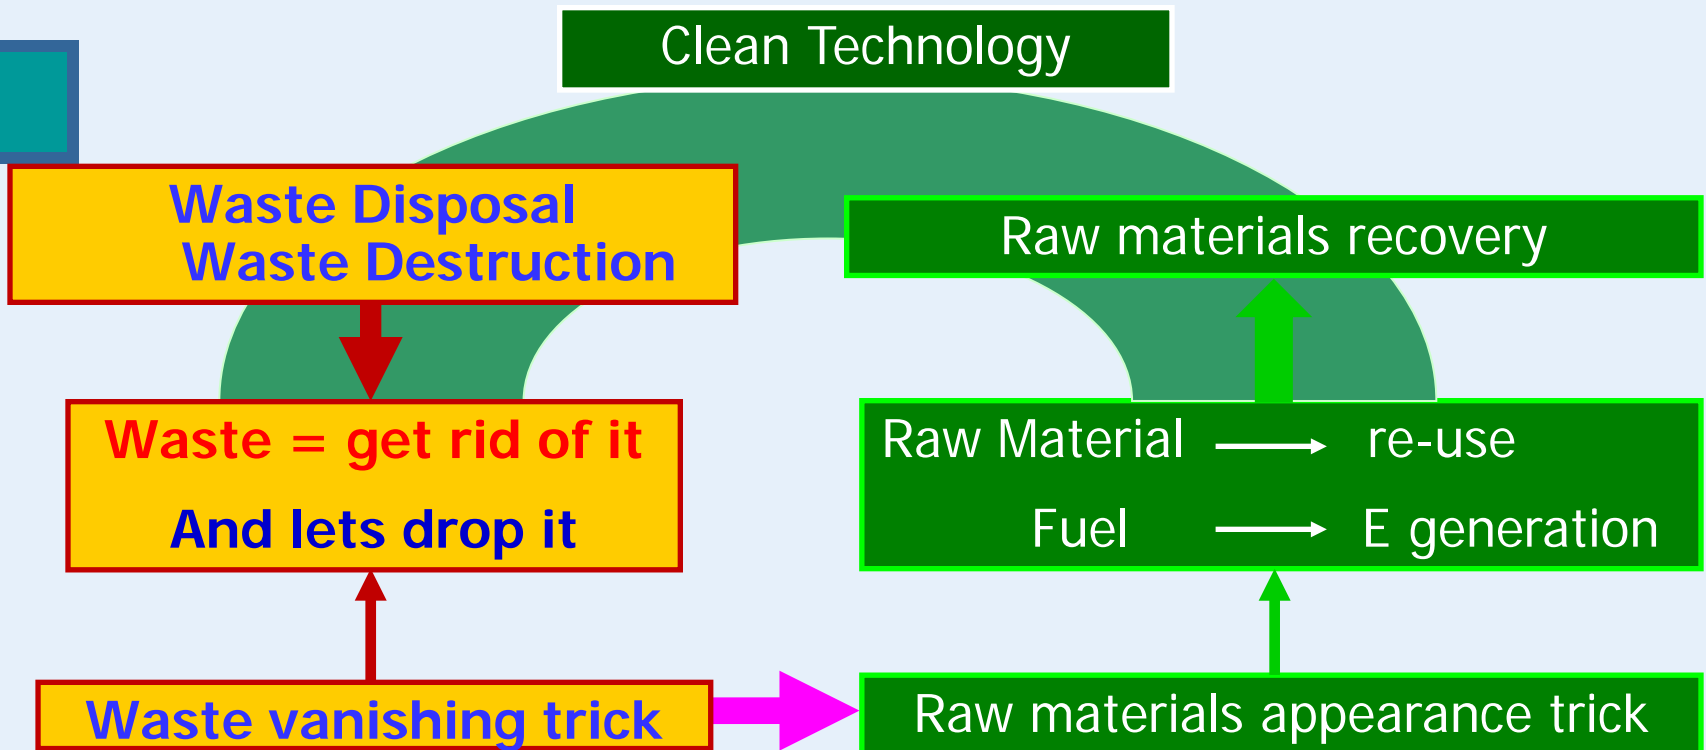 Clean Technology
Waste Disposal
Waste Destruction
Raw materials recovery
Waste = get rid of it
And lets drop it
Raw Material → re-use
Fuel → E generation
Waste vanishing trick
Raw materials appearance trick